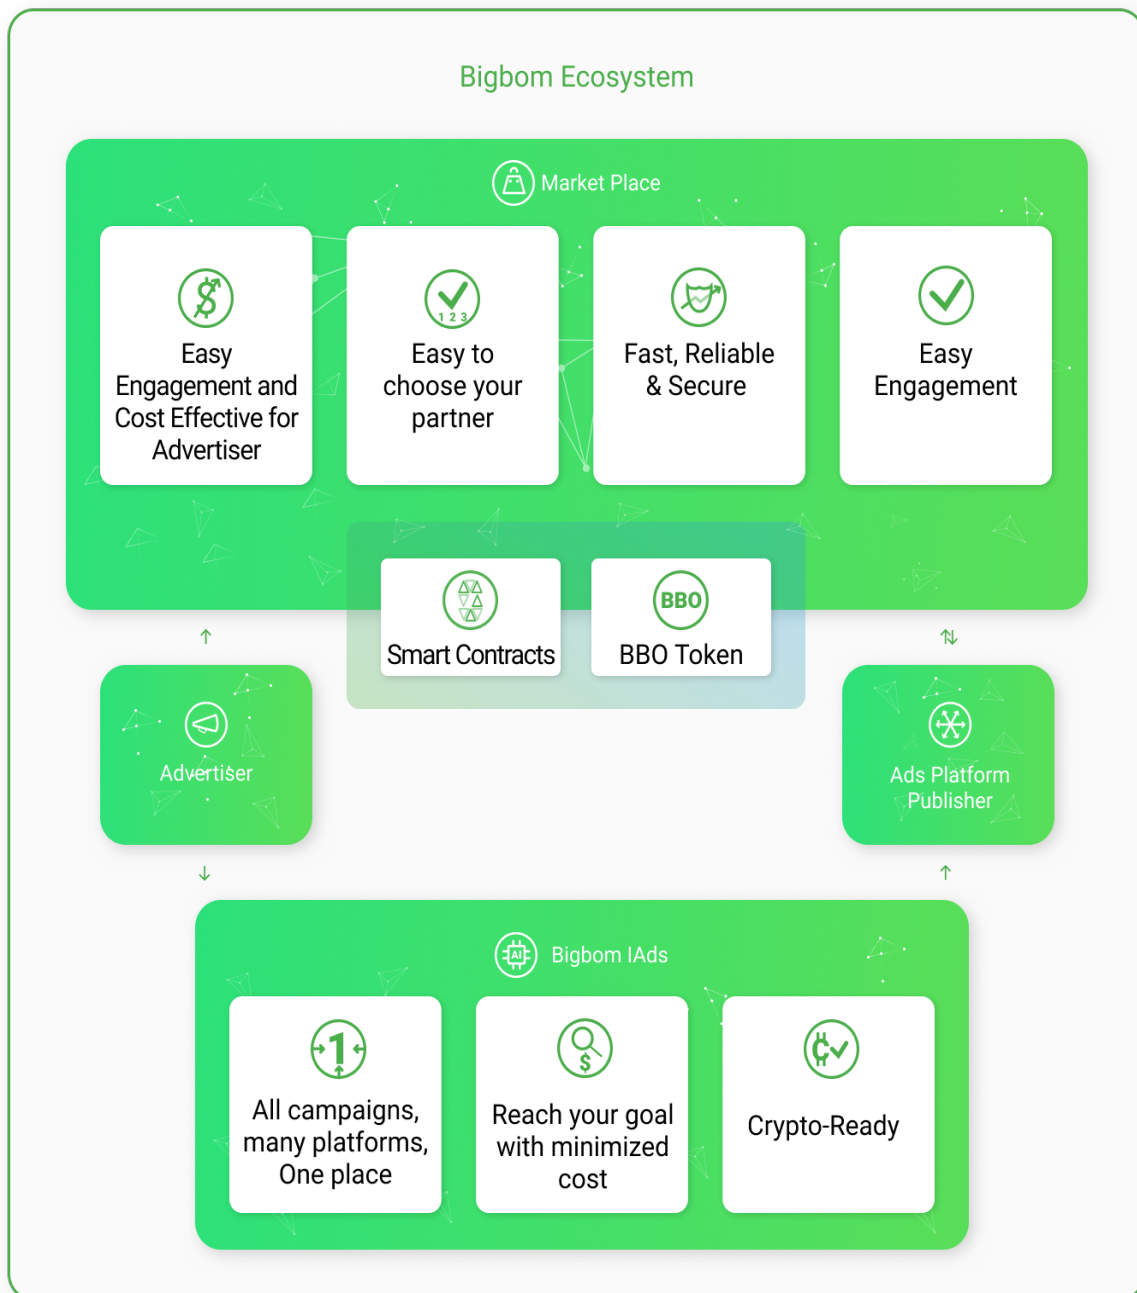 Bigbom Ecosystem
Market Place
Easy
Engagement and
Cost Effective for
Advertiser
1 2 3
Easy to
choose your
partner
Fast, Reliable
& Secure
Easy
Engagement
Smart Contracts
BBO
BBO Token
Advertiser
Ads Platform
Publisher
AI
Bigbom IAds
1
All campaigns,
many platforms,
One place
$
Reach your goal
with minimized
cost
Crypto-Ready